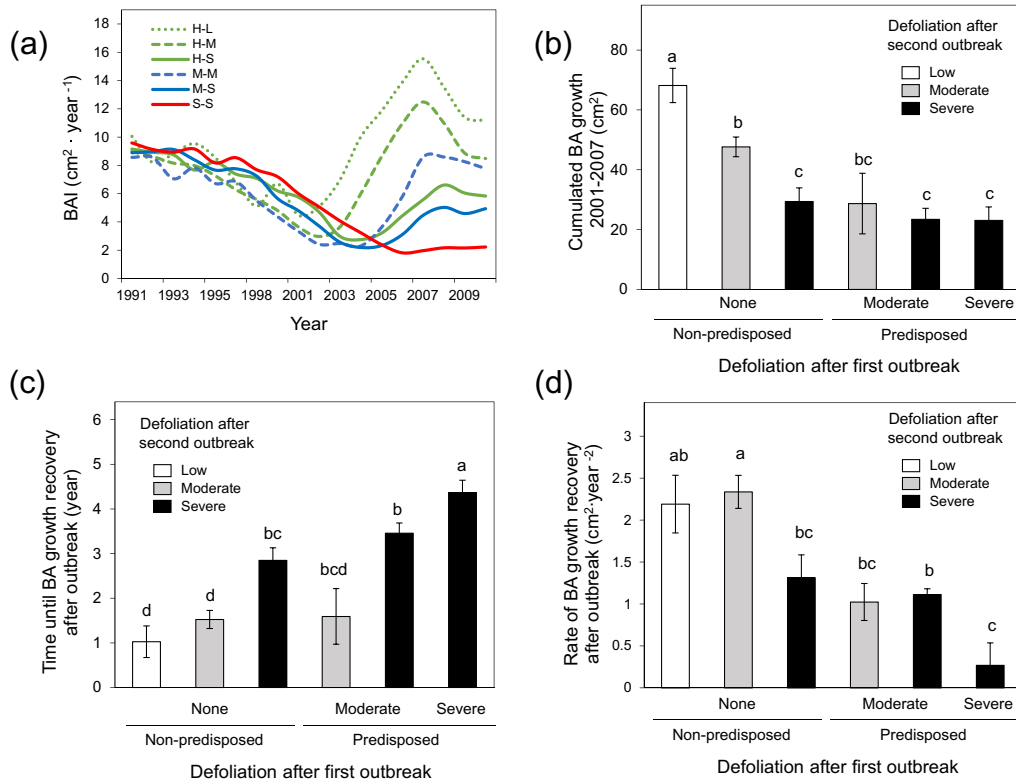 (a)
BAI (cm² · year ⁻¹)
18
16
14
12
10
8
6
4
2
0
H-L
H-M
H-S
M-M
M-S
S-S
1991 1993 1995 1998 2001 2003 2005 2007 2009
Year
(b)
Cumulated BA growth
2001-2007 (cm²)
80
60
40
20
0
Defoliation after
second outbreak
Low
Moderate
Severe
a
b
c
bc
c
c
None Moderate Severe
Non-predisposed Predisposed
Defoliation after first outbreak
(c)
Time until BA growth recovery
after outbreak (year)
6
5
4
3
2
1
0
Defoliation after
second outbreak
Low
Moderate
Severe
d
d
bc
bcd
b
a
None Moderate Severe
Non-predisposed Predisposed
Defoliation after first outbreak
(d)
Rate of BA growth recovery
after outbreak (cm²·year ⁻²)
3
2.5
2
1.5
1
0.5
0
Defoliation after
second outbreak
Low
Moderate
Severe
ab
a
bc
bc
b
c
None Moderate Severe
Non-predisposed Predisposed
Defoliation after first outbreak